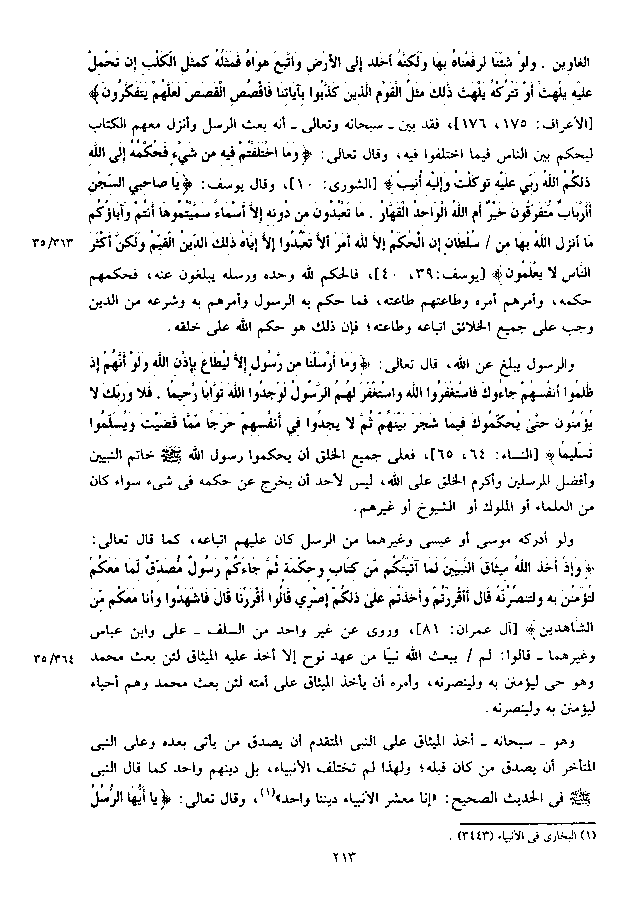 الغاوين . ولو شئنا لرفعناه بها ولكنه أخلد إلى الأرض واتبع هواه فمثله كمثل الكلب إن تحمل
عليه يلهث أو تتركه يلهث ذلك مثل القوم الذين كذبوا بآياتنا فاقصص القصص لعلهم يتفكرون ﴾
[الأعراف: ١٧٥، ١٧٦]، فقد بين ـ سبحانه وتعالى ـ أنه بعث الرسل وأنزل معهم الكتاب
ليحكم بين الناس فيما اختلفوا فيه، وقال تعالى: ﴿ وما اختلفتم فيه من شيء فحكمه إلى الله
ذلكم الله ربي عليه توكلت وإليه أنيب ﴾ [الشورى: ١٠]، وقال يوسف: ﴿ يا صاحبي السجن
أأرباب متفرقون خير أم الله الواحد القهار . ما تعبدون من دونه إلا أسماء سميتموها أنتم وآباؤكم
ما أنزل الله بها من / سلطان إن الحكم إلا لله أمر ألا تعبدوا إلا إياه ذلك الدين القيم ولكن أكثر
٣٥/٣٦٣
الناس لا يعلمون ﴾ [يوسف: ٣٩، ٤٠]، فالحكم لله وحده ورسله يبلغون عنه، فحكمهم
حكمه، وأمرهم أمره وطاعتهم طاعته، فما حكم به الرسول وأمرهم به وشرعه من الدين
وجب على جميع الخلائق اتباعه وطاعته؛ فإن ذلك هو حكم الله على خلقه.
والرسول يبلغ عن الله، قال تعالى: ﴿ وما أرسلنا من رسول إلا ليطاع بإذن الله ولو أنهم إذ
ظلموا أنفسهم جاءوك فاستغفروا الله واستغفر لهم الرسول لوجدوا الله توابا رحيما . فلا وربك لا
يؤمنون حتى يحكموك فيما شجر بينهم ثم لا يجدوا في أنفسهم حرجا مما قضيت ويسلموا
تسليما ﴾ [النساء: ٦٤، ٦٥]، فعلى جميع الخلق أن يحكموا رسول الله ﷺ خاتم النبيين
وأفضل المرسلين وأكرم الخلق على الله، ليس لأحد أن يخرج عن حكمه فى شىء سواء كان
من العلماء أو الملوك أو الشيوخ أو غيرهم.
ولو أدركه موسى أو عيسى وغيرهما من الرسل كان عليهم اتباعه، كما قال تعالى:
﴿ وإذ أخذ الله ميثاق النبيين لما آتيتكم من كتاب وحكمة ثم جاءكم رسول مصدق لما معكم
لتؤمنن به ولتنصرنه قال أأقررتم وأخذتم على ذلكم إصري قالوا أقررنا قال فاشهدوا وأنا معكم من
الشاهدين ﴾ [آل عمران: ٨١]، وروى عن غير واحد من السلف ـ على وابن عباس
وغيرهما ـ قالوا: لم / يبعث الله نبيًا من عهد نوح إلا أخذ عليه الميثاق لئن بعث محمد
٣٥/٣٦٤
وهو حى ليؤمنن به ولينصرنه، وأمره أن يأخذ الميثاق على أمته لئن بعث محمد وهم أحياء
ليؤمنن به ولينصرنه.
وهو ـ سبحانه ـ أخذ الميثاق على النبى المتقدم أن يصدق من يأتى بعده وعلى النبى
المتأخر أن يصدق من كان قبله؛ ولهذا لم تختلف الأنبياء، بل دينهم واحد كما قال النبى
ﷺ فى الحديث الصحيح: «إنا معشر الأنبياء ديننا واحد»(١)، وقال تعالى: ﴿ يا أيها الرسل
(١) البخارى فى الأنبياء (٣٤٤٣) .
٢١٣